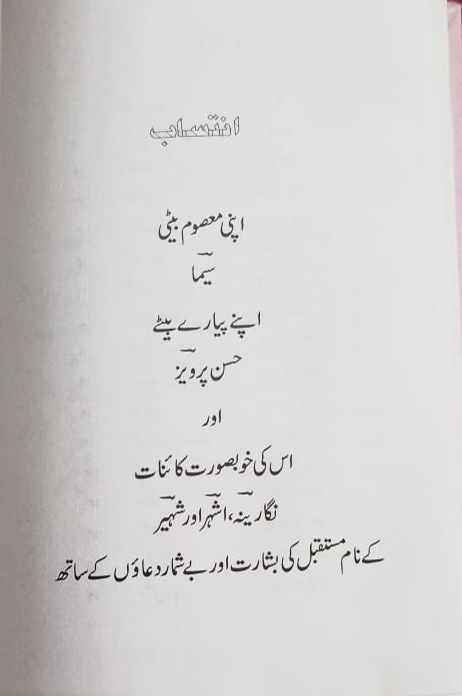 انتساب
اپنی معصوم بیٹی
سیما
اپنے پیارے بیٹے
حسن پرویز
اور
اس کی خوبصورت کائنات
نگارینہ، اشہر اور شہیر
کے نام مستقبل کی بشارت اور بے شمار دعاؤں کے ساتھ